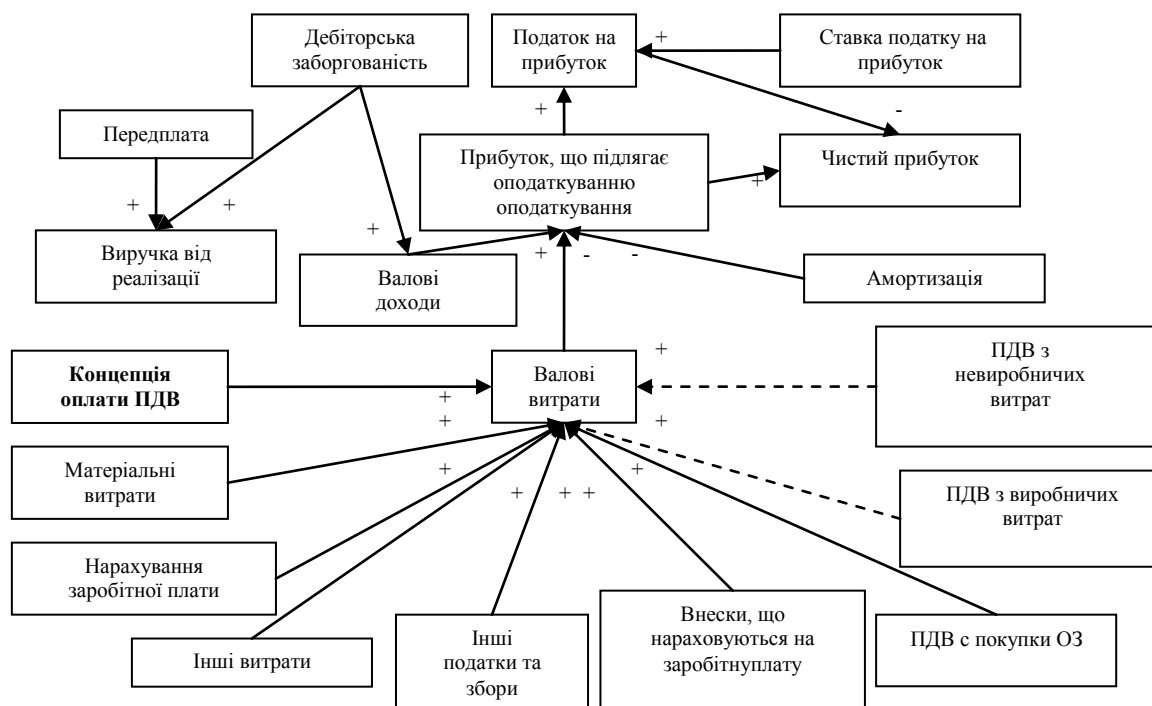 Дебіторська
заборгованість
Податок на
прибуток
+
Ставка податку на
прибуток
+
-
Передплата
Прибуток, що підлягає
оподаткуванню
оподаткування
Чистий прибуток
+
+
+
+
Виручка від
реалізації
Валові
доходи
+
-
-
Амортизація
Концепція
оплати ПДВ
Валові
витрати
+
ПДВ з
невиробничих
витрат
+
+
+
Матеріальні
витрати
+
+
+ +
+
ПДВ з виробничих
витрат
Нарахування
заробітної плати
Інші витрати
Інші
податки та
збори
Внески, що
нараховуються на
заробітнуплату
ПДВ с покупки ОЗ